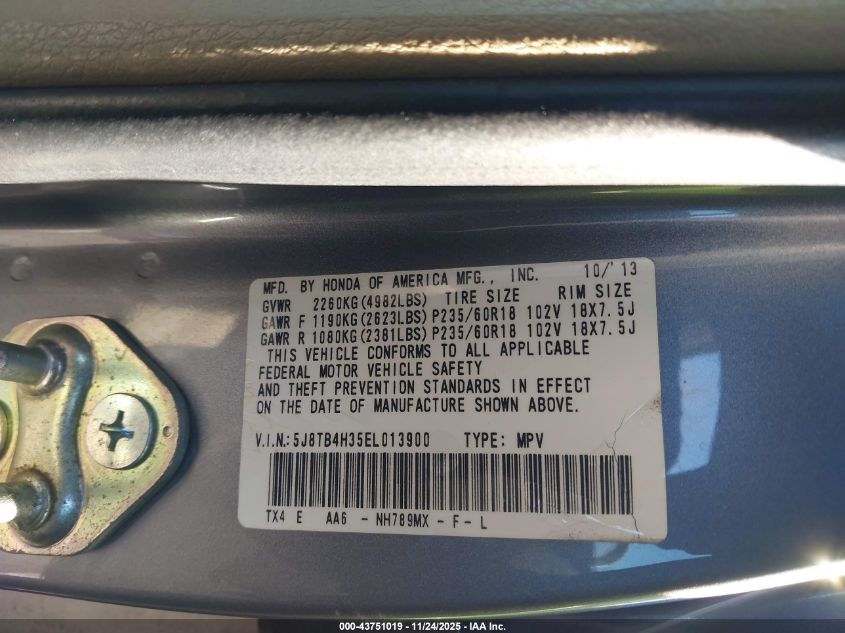 MFD. BY HONDA OF AMERICA MFG., INC. 10/'13
GVWR 2260KG(4982LBS) TIRE SIZE RIM SIZE
GAWR F 1190KG(2623LBS) P235/60R18 102V 18X7.5J
GAWR R 1080KG(2381LBS) P235/60R18 102V 18X7.5J
THIS VEHICLE CONFORMS TO ALL APPLICABLE
FEDERAL MOTOR VEHICLE SAFETY
AND THEFT PREVENTION STANDARDS IN EFFECT
ON THE DATE OF MANUFACTURE SHOWN ABOVE.
V.I.N.:5J8TB4H35EL013900 TYPE: MPV
TX4 E AA6 - NH789MX - F - L
000-43751019 - 11/24/2025 - IAA Inc.